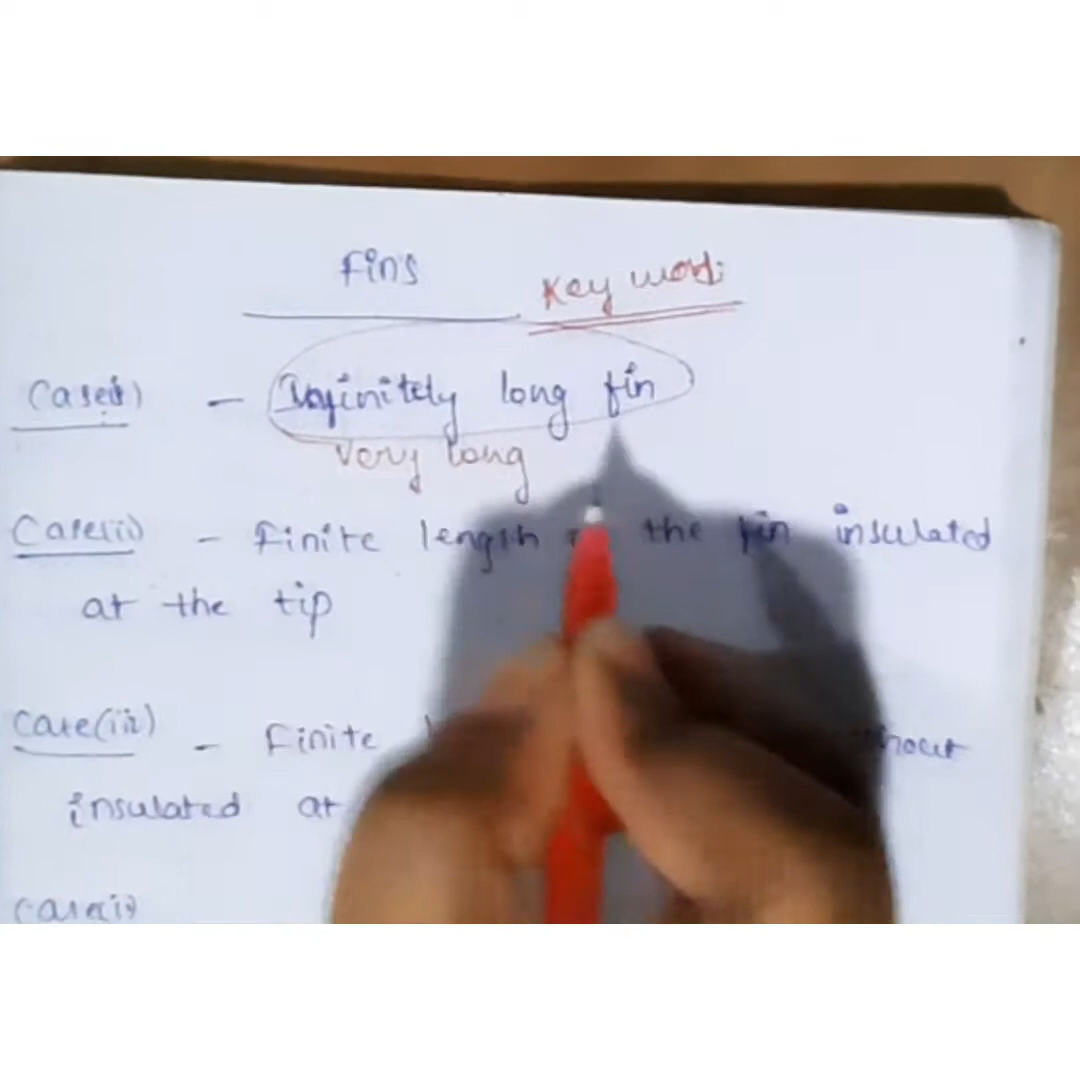 Fins Key word:
Case(i) - Infinitely long fin
Very long
Case(ii) - Finite length the fin insulated
at the tip
Case(iii) - Finite
insulated at